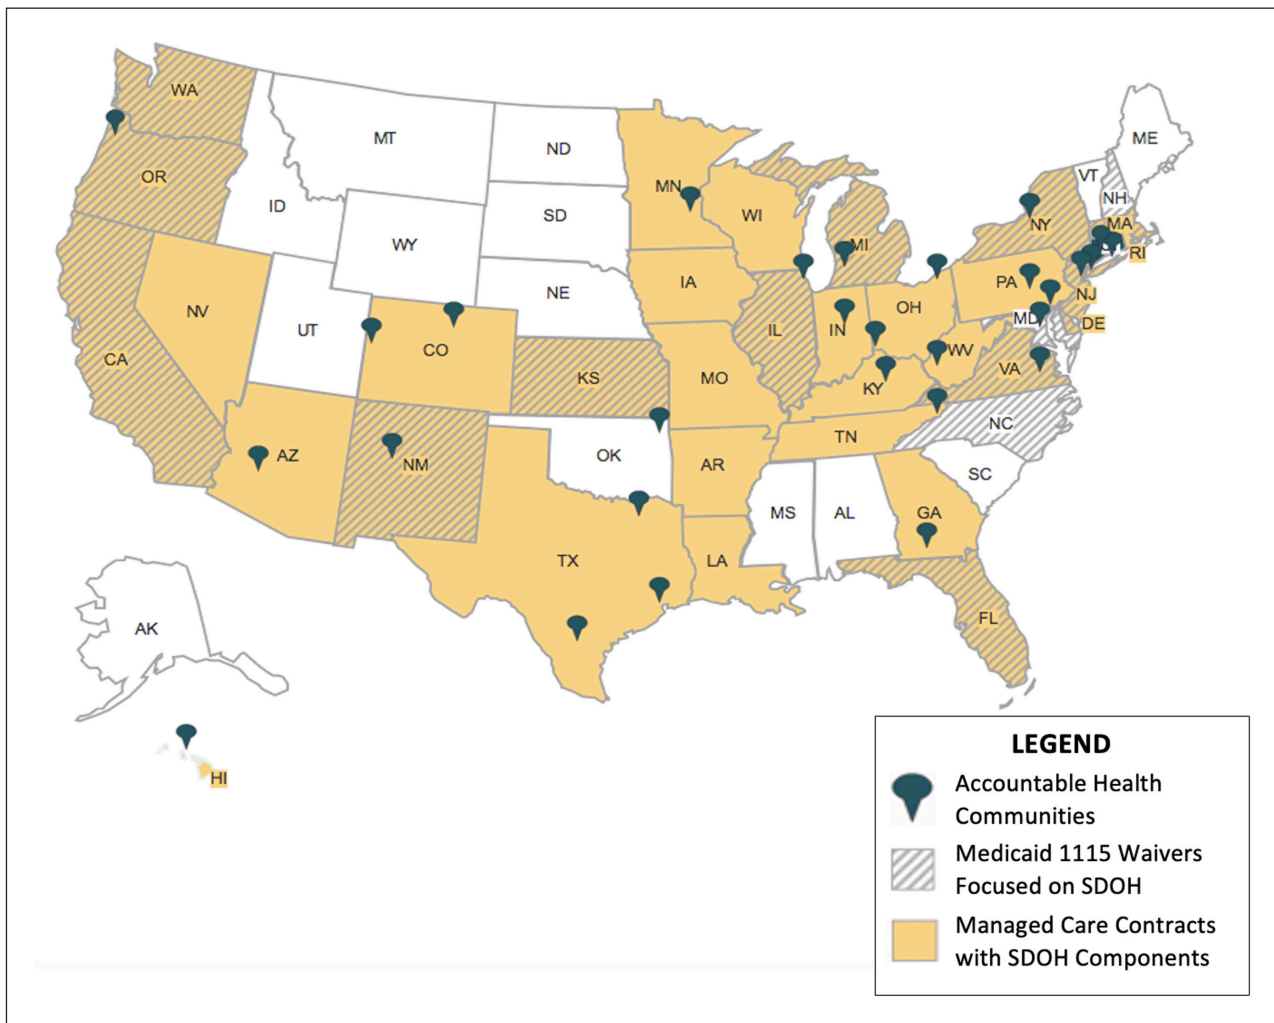 WA
MT
ND
ME
OR
MN
VT
NH
ID
SD
WI
NY
MA
WY
MI
RI
IA
PA
NE
NJ
NV
OH
MD
DE
UT
IL
IN
CO
WV
CA
VA
KS
MO
KY
NC
TN
OK
AZ
NM
AR
SC
MS
AL
GA
TX
LA
FL
AK
HI
LEGEND
Accountable Health
Communities
Medicaid 1115 Waivers
Focused on SDOH
Managed Care Contracts
with SDOH Components